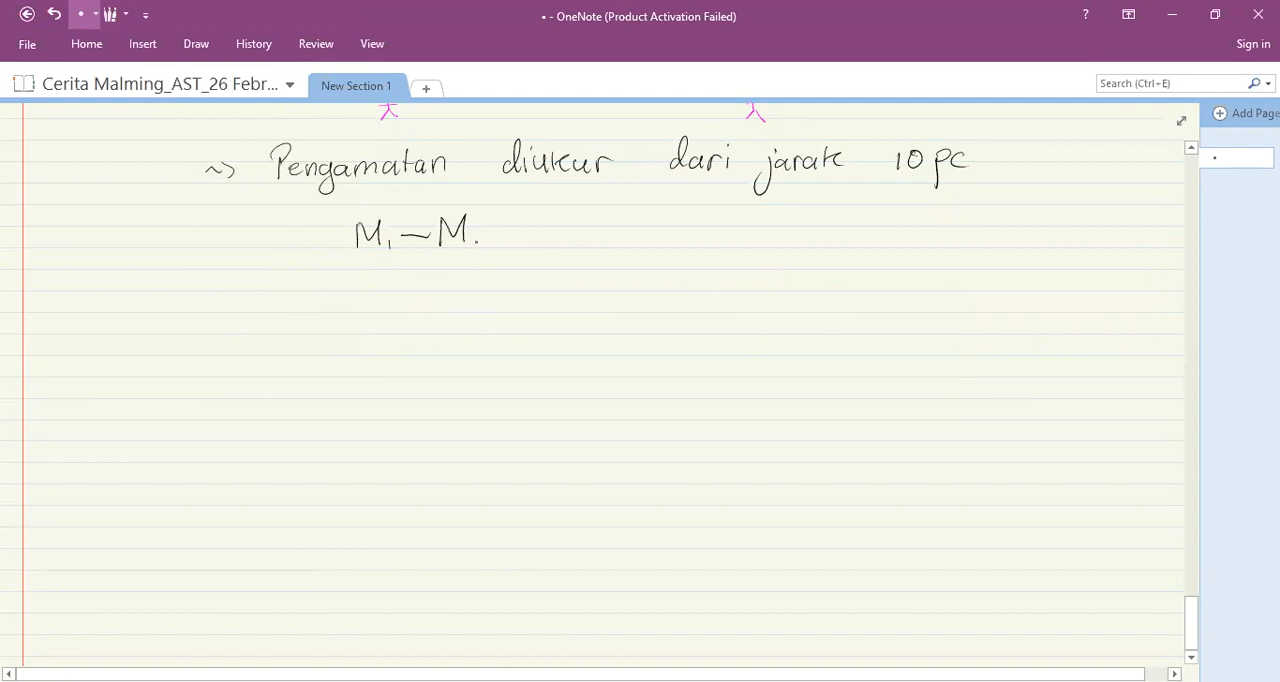 • - OneNote (Product Activation Failed)
File Home Insert Draw History Review View Sign in
Cerita Malming_AST_26 Febr... New Section 1 Search (Ctrl+E)
Add Page
~> Pengamatan diukur dari jarak 10 pc
M₁ – M.